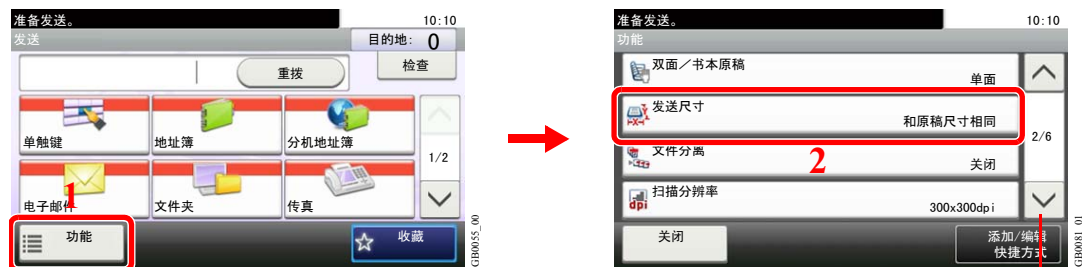 准备发送。
10:10
发送
目的地: 0
重拨
检查
单触键
地址簿
分机地址簿
1/2
电子邮件
文件夹
传真
1
功能
收藏
GB0055_00
准备发送。
10:10
功能
双面／书本原稿
单面
发送尺寸
和原稿尺寸相同
2/6
文件分离
关闭
2
dpi
扫描分辨率
300x300dpi
关闭
添加/编辑
快捷方式
GB0081_01